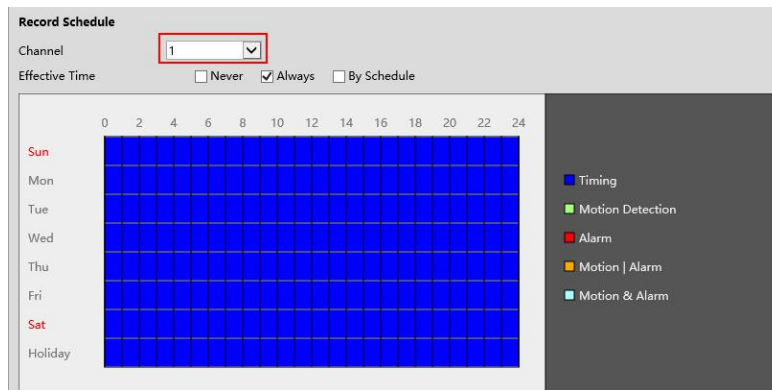 Record Schedule
Channel 1
Effective Time Never Always By Schedule
0 2 4 6 8 10 12 14 16 18 20 22 24
Sun
Mon Timing
Tue Motion Detection
Wed Alarm
Thu Motion | Alarm
Fri Motion & Alarm
Sat
Holiday